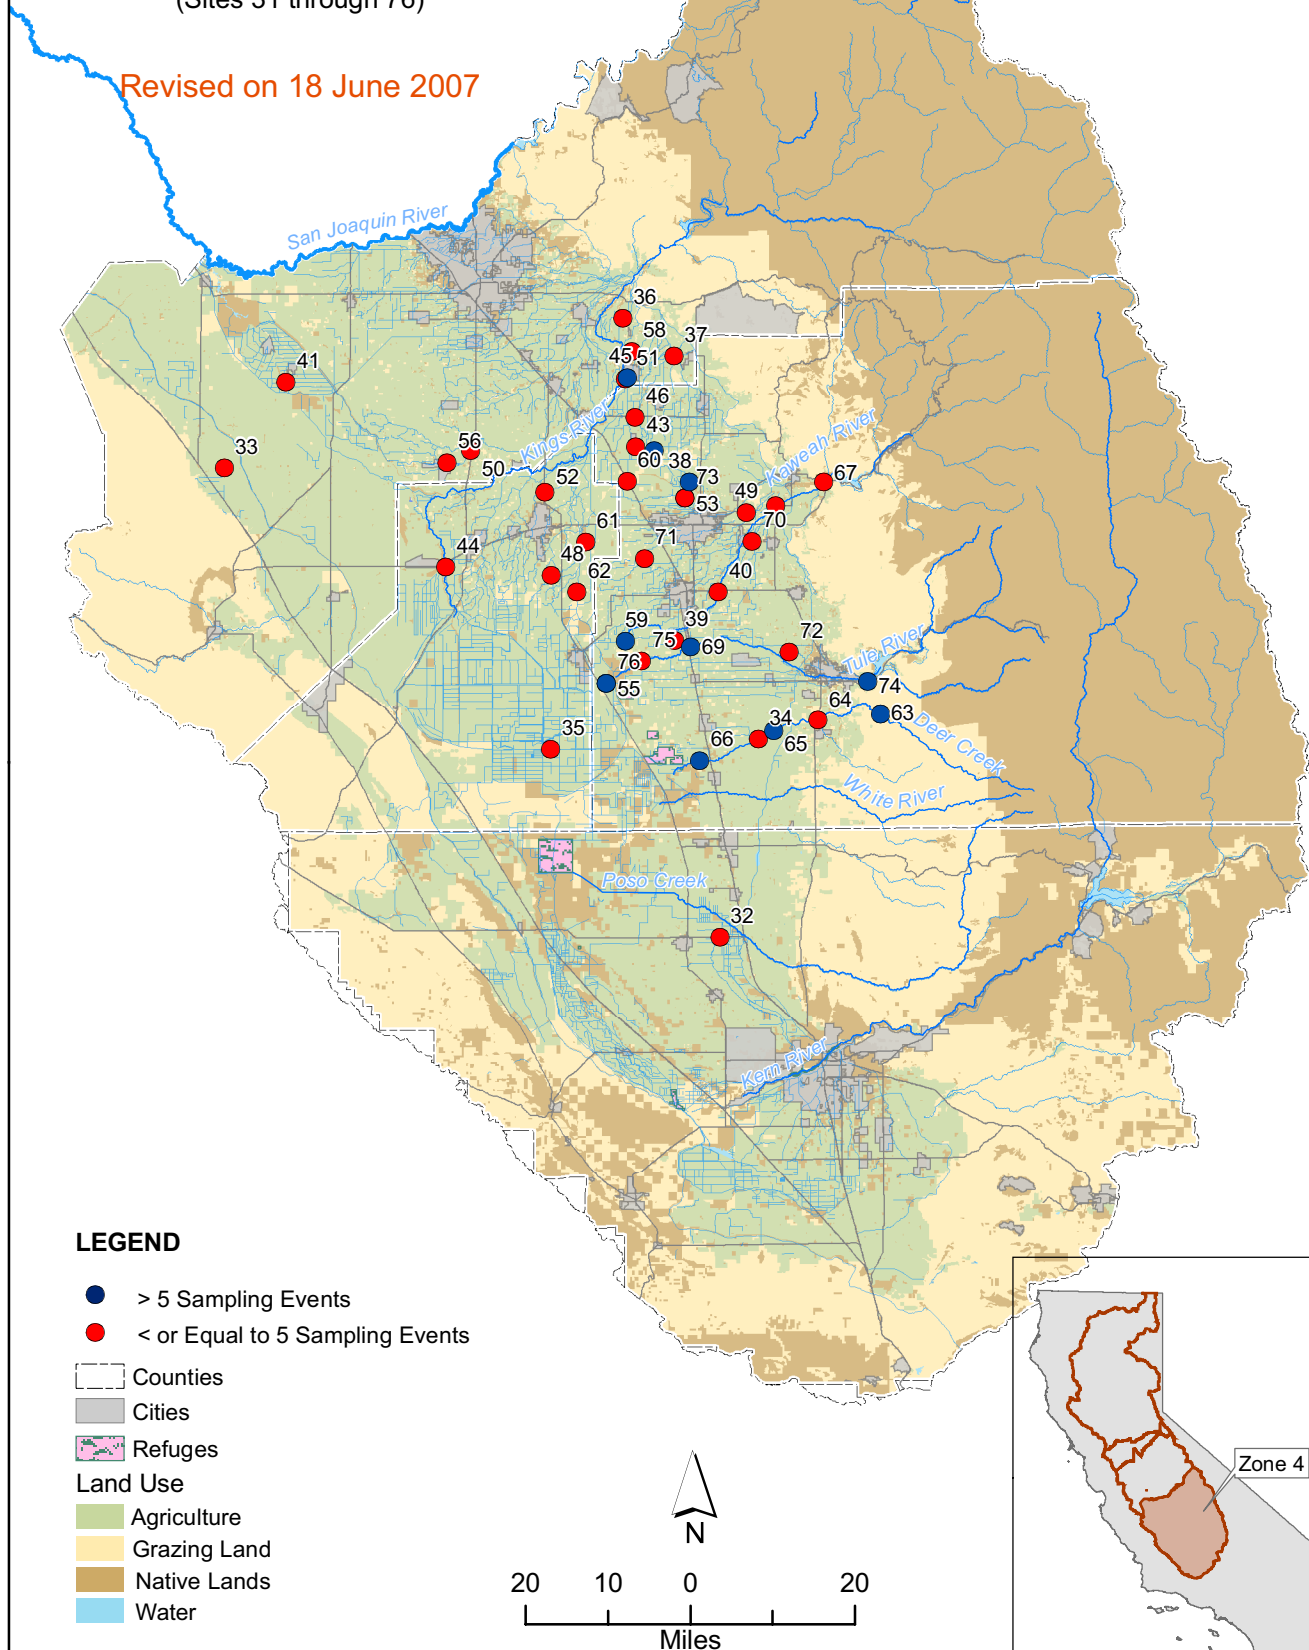 (Sites 31 through 76)
Revised on 18 June 2007
San Joaquin River
36
58
37
45
51
41
46
Kings River
43
Kaweah River
56
33
50
60
38
73
67
52
53
49
61
70
44
48
71
62
40
59
39
75
69
72
76
Tule River
55
74
64
63
34
35
66
65
Deer Creek
White River
Poso Creek
32
Kern River
LEGEND
> 5 Sampling Events
< or Equal to 5 Sampling Events
Counties
Cities
Refuges
Land Use
Agriculture
Grazing Land
Native Lands
Water
N
20 10 0 20
Miles
Zone 4